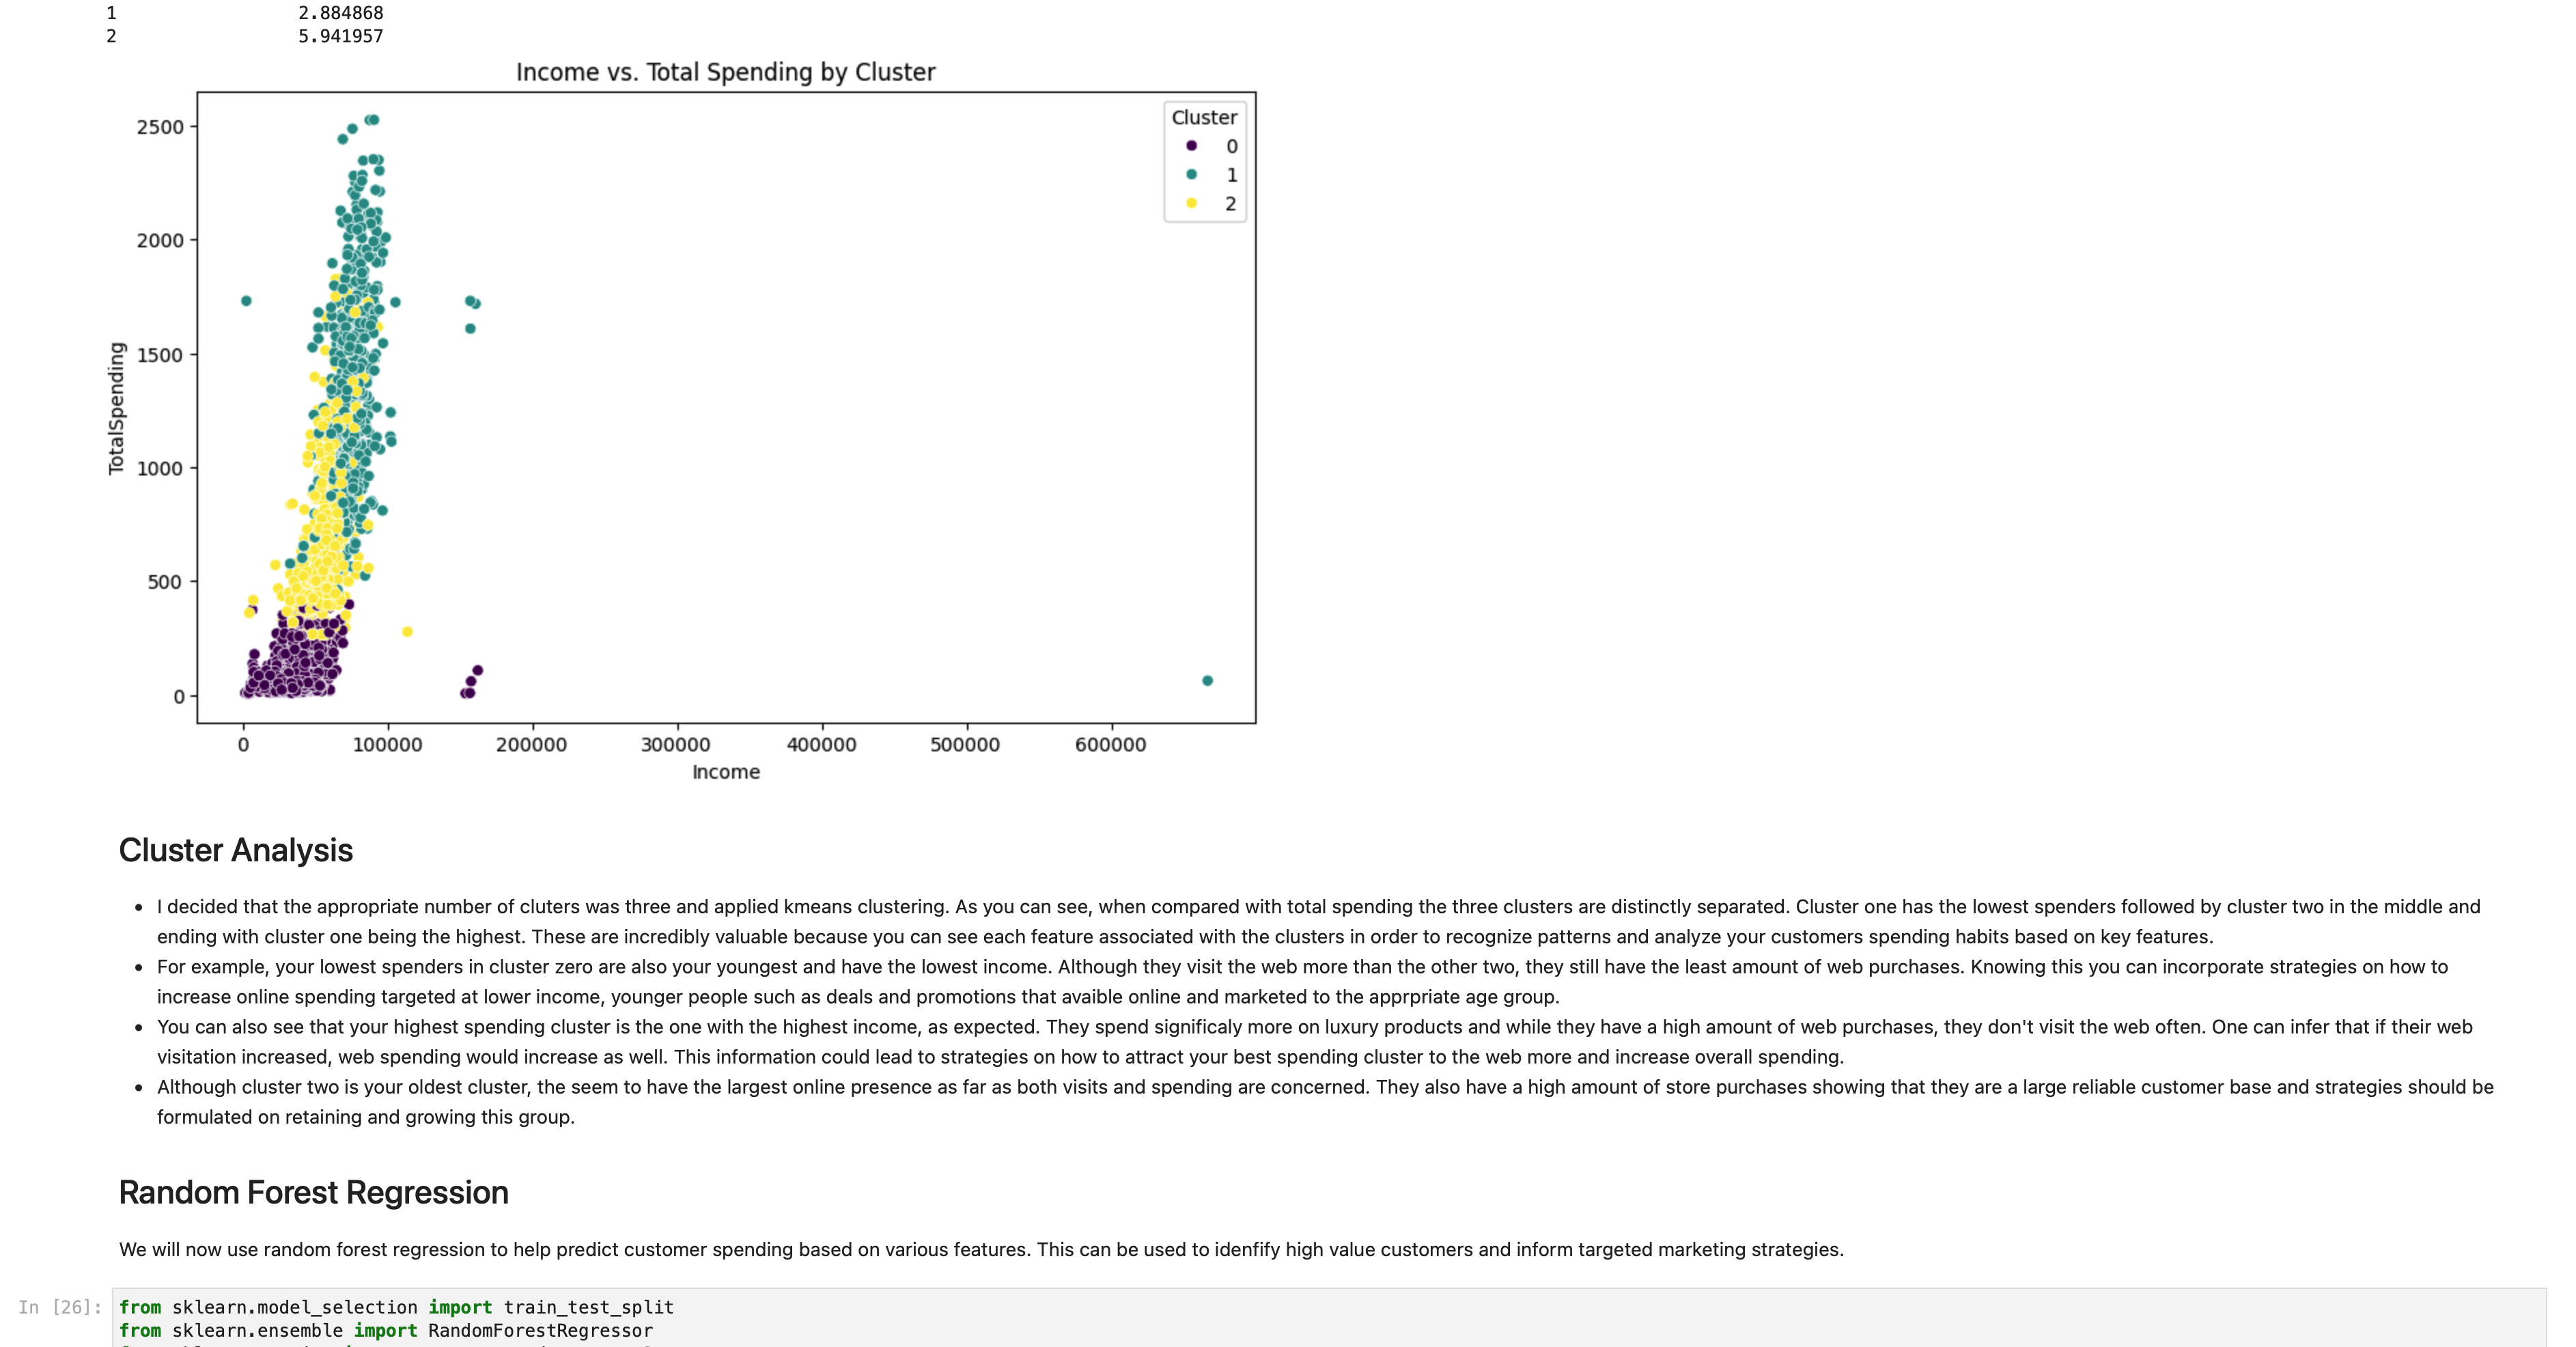 1 2.884868
2 5.941957
Income vs. Total Spending by Cluster
Cluster
0
1
2
2500
2000
1500
1000
500
0
TotalSpending
0 100000 200000 300000 400000 500000 600000
Income
Cluster Analysis
• I decided that the appropriate number of cluters was three and applied kmeans clustering. As you can see, when compared with total spending the three clusters are distinctly separated. Cluster one has the lowest spenders followed by cluster two in the middle and
ending with cluster one being the highest. These are incredibly valuable because you can see each feature associated with the clusters in order to recognize patterns and analyze your customers spending habits based on key features.
• For example, your lowest spenders in cluster zero are also your youngest and have the lowest income. Although they visit the web more than the other two, they still have the least amount of web purchases. Knowing this you can incorporate strategies on how to
increase online spending targeted at lower income, younger people such as deals and promotions that avaible online and marketed to the apprpriate age group.
• You can also see that your highest spending cluster is the one with the highest income, as expected. They spend significaly more on luxury products and while they have a high amount of web purchases, they don't visit the web often. One can infer that if their web
visitation increased, web spending would increase as well. This information could lead to strategies on how to attract your best spending cluster to the web more and increase overall spending.
• Although cluster two is your oldest cluster, the seem to have the largest online presence as far as both visits and spending are concerned. They also have a high amount of store purchases showing that they are a large reliable customer base and strategies should be
formulated on retaining and growing this group.
Random Forest Regression
We will now use random forest regression to help predict customer spending based on various features. This can be used to idenfify high value customers and inform targeted marketing strategies.
In [26]: from sklearn.model_selection import train_test_split
from sklearn.ensemble import RandomForestRegressor